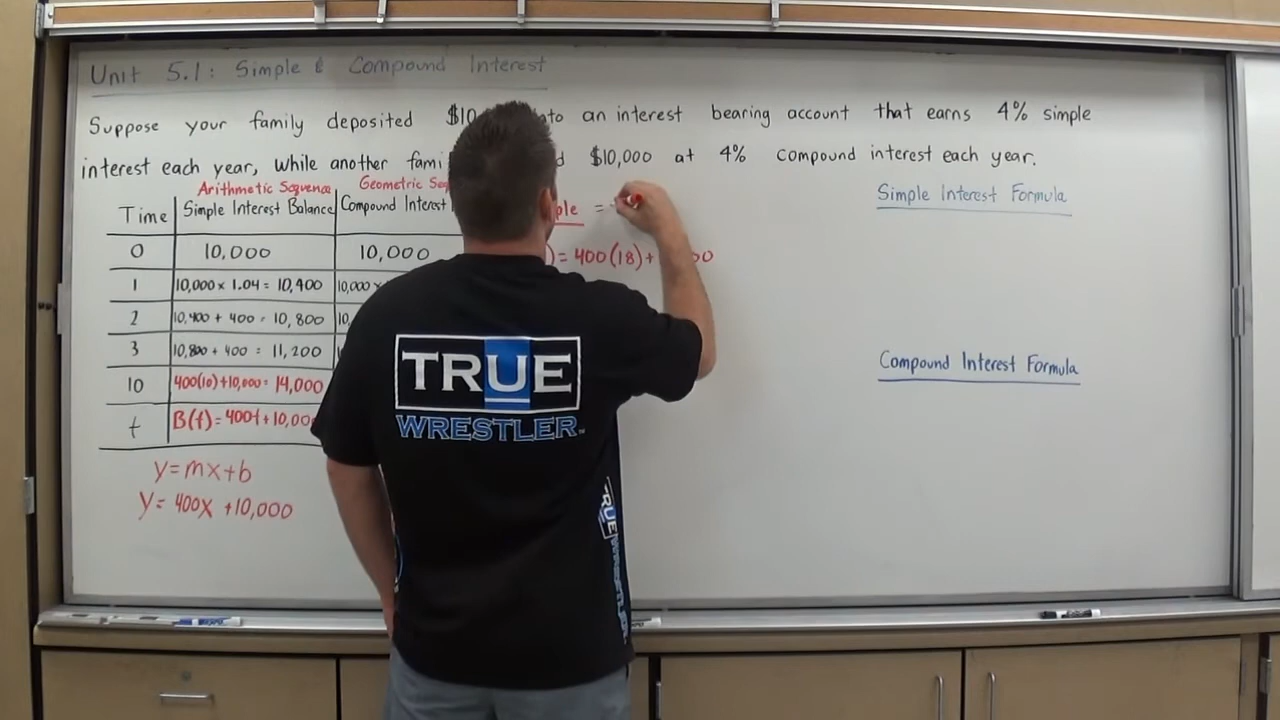 Unit 5.1: Simple & Compound Interest
Suppose your family deposited $10 into an interest bearing account that earns 4% simple
interest each year, while another fami $10,000 at 4% compound interest each year.
Arithmetic Sequence Geometric Seq
Time Simple Interest Balance Compound Interest
0 10,000 10,000
1 10,000 x 1.04 = 10,400 10,000 x
2 10,400 + 400 = 10,800 10,
3 10,800 + 400 = 11,200
10 400(10)+10,000 = 14,000
t B(t)=400t+10,000
y=mx+b
y= 400x +10,000
ple =
) = 400(18)+
Simple Interest Formula
Compound Interest Formula
TRUE
WRESTLER
TRUE WRESTLER